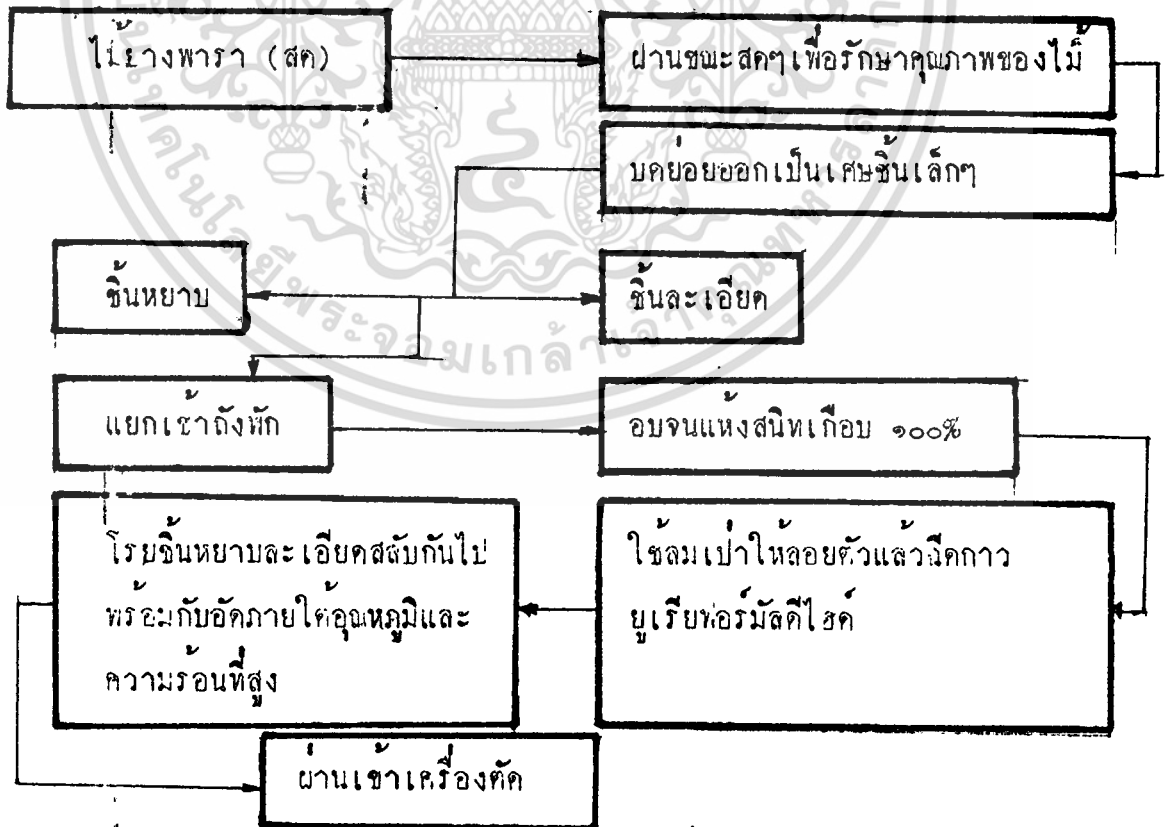 ไม้ยางพารา (สด)
ผ่านขณะสดๆเพื่อรักษาคุณภาพของไม้
บดย่อยออกเป็นเศษชิ้นเล็กๆ
ชิ้นหยาบ
ชิ้นละเอียด
แยกเข้าถังพัก
อบจนแห้งสนิทเกือบ ๑๐๐%
โรยชิ้นหยาบละเอียดสลับกันไป
พร้อมกับอัดภายใต้อุณหภูมิและ
ความร้อนที่สูง
ใช้ลมเป่าให้ลอยตัวแล้วฉีดกาว
ยูเรียฟอร์มัลดีไฮด์
ผ่านเข้าเครื่องตัด